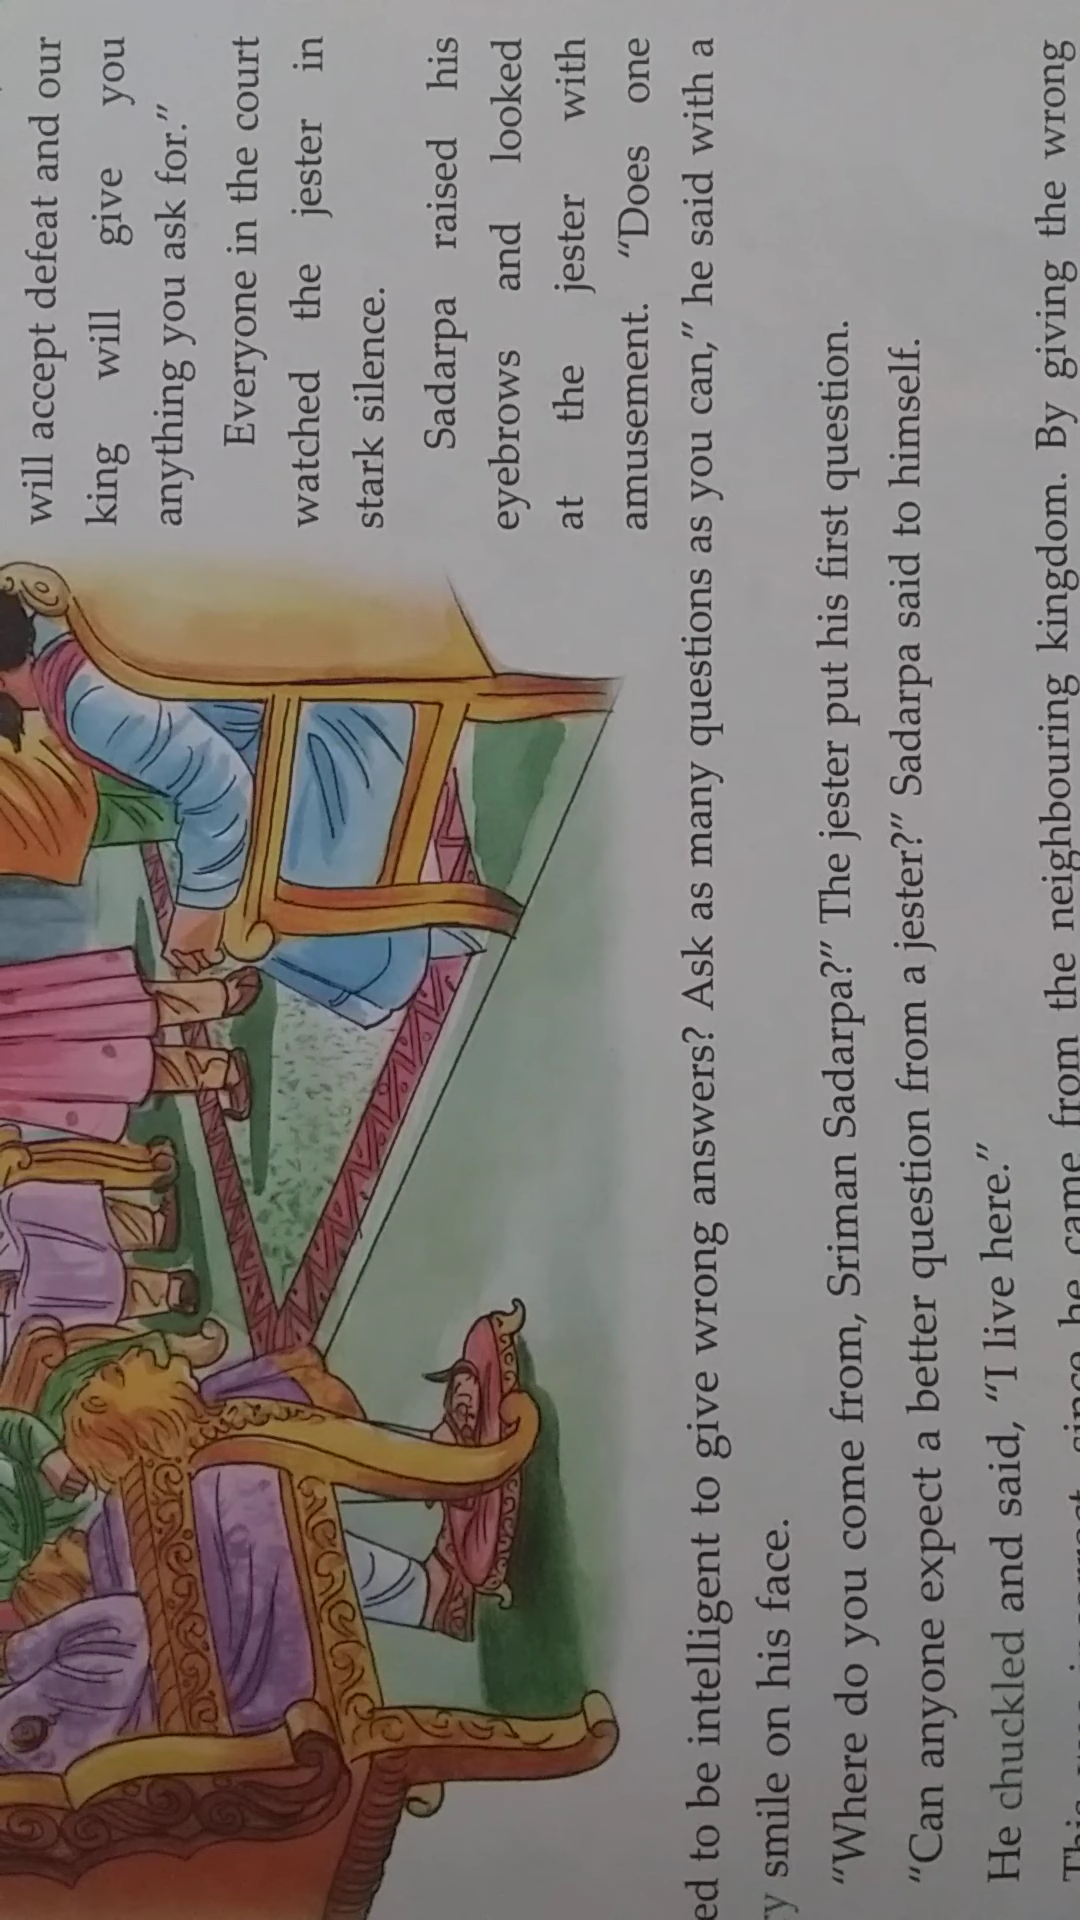 will accept defeat and our
king will give you
anything you ask for.”
Everyone in the court
watched the jester in
stark silence.
Sadarpa raised his
eyebrows and looked
at the jester with
amusement. “Does one
ed to be intelligent to give wrong answers? Ask as many questions as you can,” he said with a
y smile on his face.
“Where do you come from, Sriman Sadarpa?” The jester put his first question.
“Can anyone expect a better question from a jester?” Sadarpa said to himself.
He chuckled and said, “I live here.”
since he came from the neighbouring kingdom. By giving the wrong